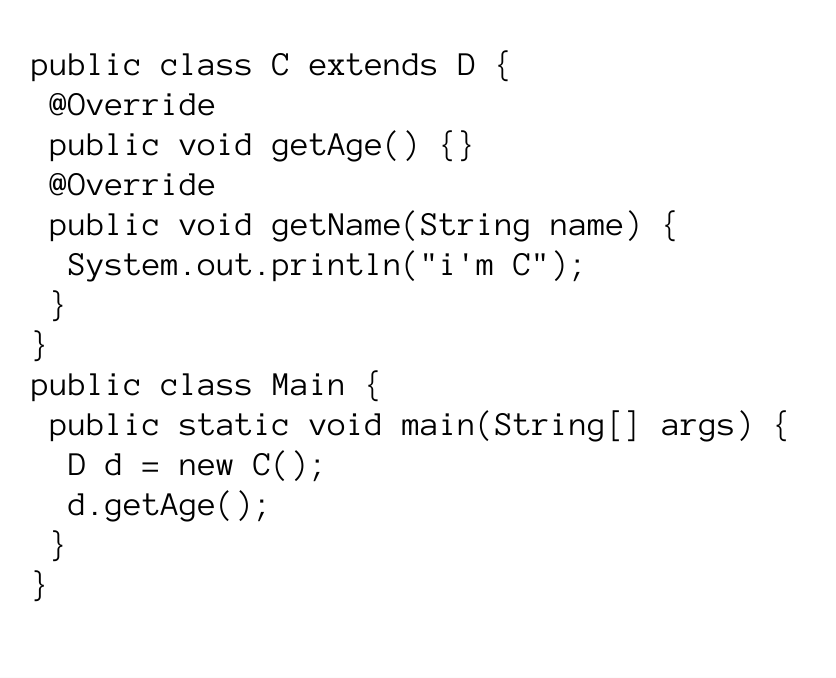 public class C extends D {
 @Override
 public void getAge() {}
 @Override
 public void getName(String name) {
  System.out.println("i'm C");
 }
}
public class Main {
 public static void main(String[] args) {
  D d = new C();
  d.getAge();
 }
}